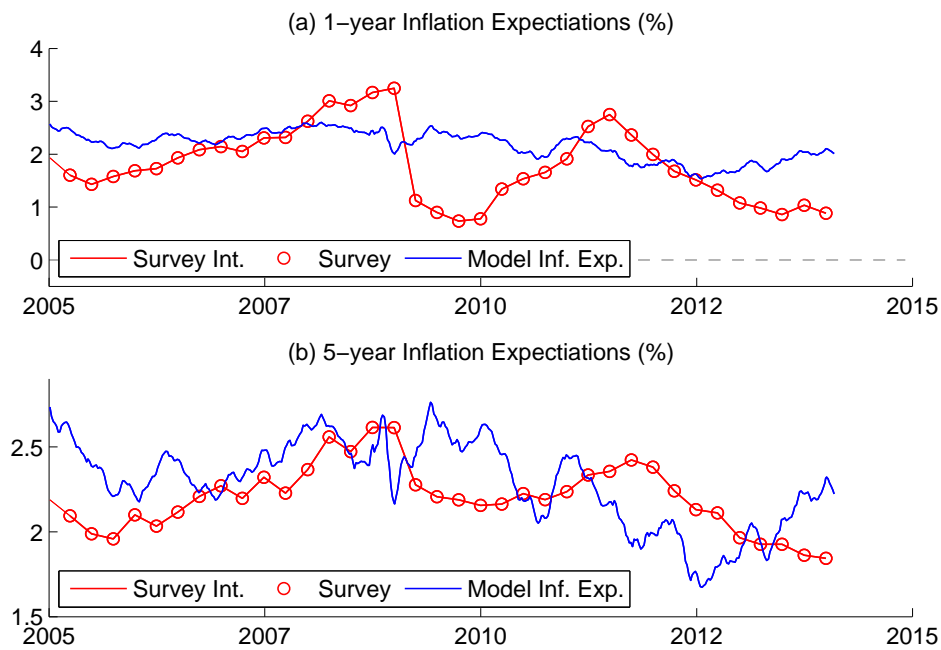 (a) 1−year Inflation Expectiations (%)
4
3
2
1
0
Survey Int. Survey Model Inf. Exp.
2005 2007 2010 2012 2015
(b) 5−year Inflation Expectiations (%)
2.5
2
1.5
Survey Int. Survey Model Inf. Exp.
2005 2007 2010 2012 2015